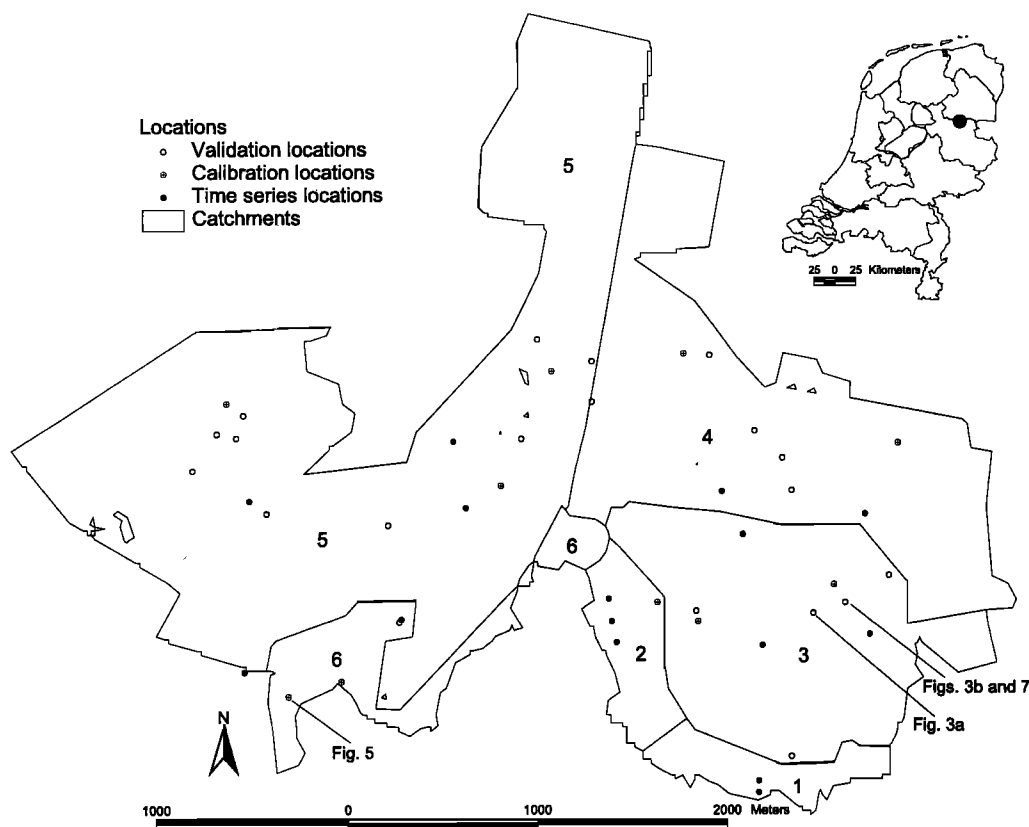 Locations
Validation locations
Calibration locations
Time series locations
Catchments
25 0 25 Kilometers
5
4
5
6
6
2
3
1
Figs. 3b and 7
Fig. 3a
Fig. 5
N
1000 0 1000 2000 Meters